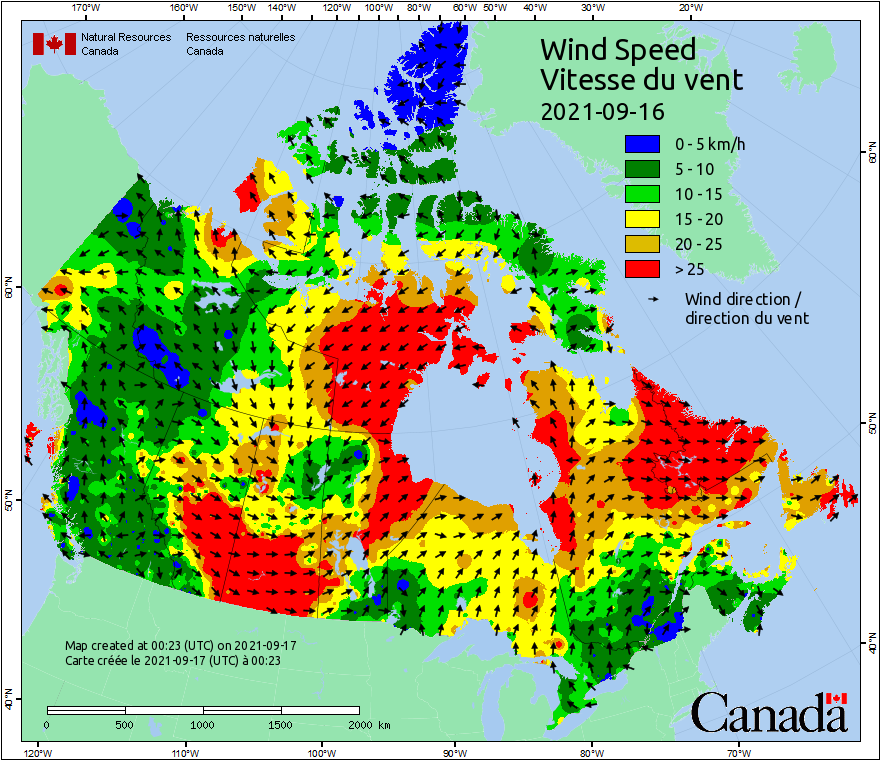 170°W 160°W 150°W 140°W 120°W 100°W 80°W 60°W 50°W 40°W 30°W 20°W
Natural Resources Ressources naturelles
Canada Canada
Wind Speed
Vitesse du vent
2021-09-16
0 - 5 km/h
5 - 10
10 - 15
15 - 20
20 - 25
> 25
Wind direction /
direction du vent
60°N
60°N
50°N
50°N
40°N
40°N
Map created at 00:23 (UTC) on 2021-09-17
Carte créée le 2021-09-17 (UTC) à 00:23
0 500 1000 1500 2000 km
Canada
120°W 110°W 100°W 90°W 80°W 70°W